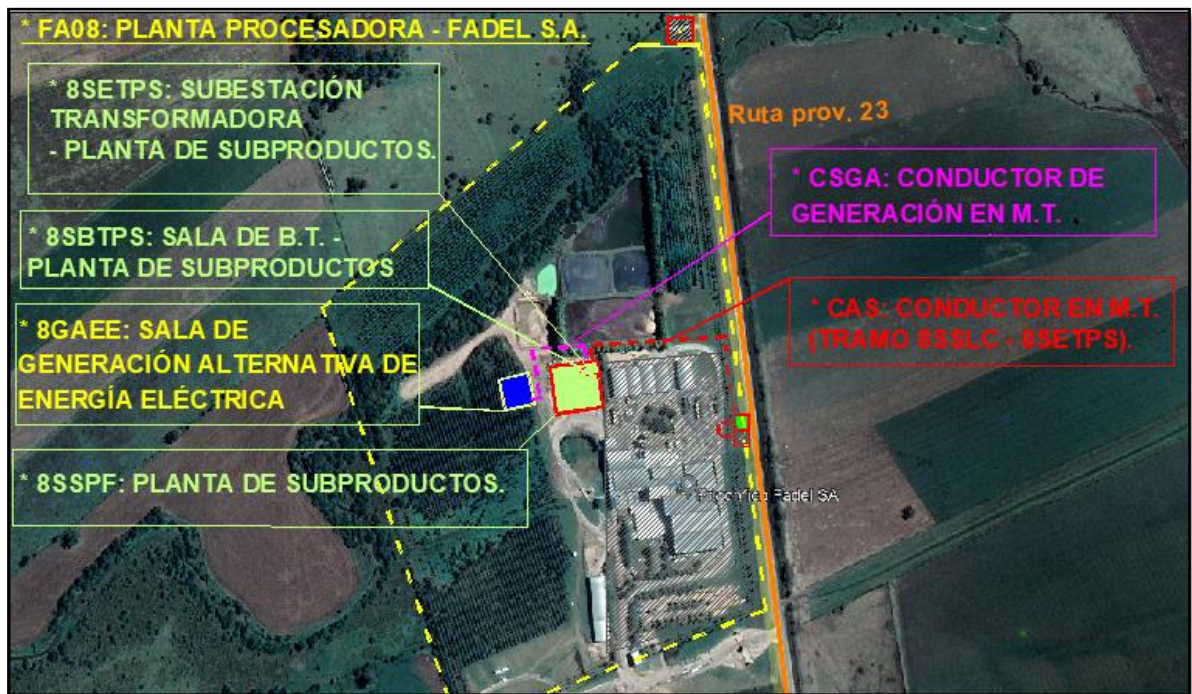 * FA08: PLANTA PROCESADORA - FADEL S.A.
* 8SETPS: SUBESTACIÓN
TRANSFORMADORA
- PLANTA DE SUBPRODUCTOS.
Ruta prov. 23
* CSGA: CONDUCTOR DE
GENERACIÓN EN M.T.
* 8SBTPS: SALA DE B.T. -
PLANTA DE SUBPRODUCTOS
* CAS: CONDUCTOR EN M.T.
(TRAMO 8SSLC - 8SETPS).
* 8GAEE: SALA DE
GENERACIÓN ALTERNATIVA DE
ENERGÍA ELÉCTRICA
* 8SSPF: PLANTA DE SUBPRODUCTOS.
Fadel SA